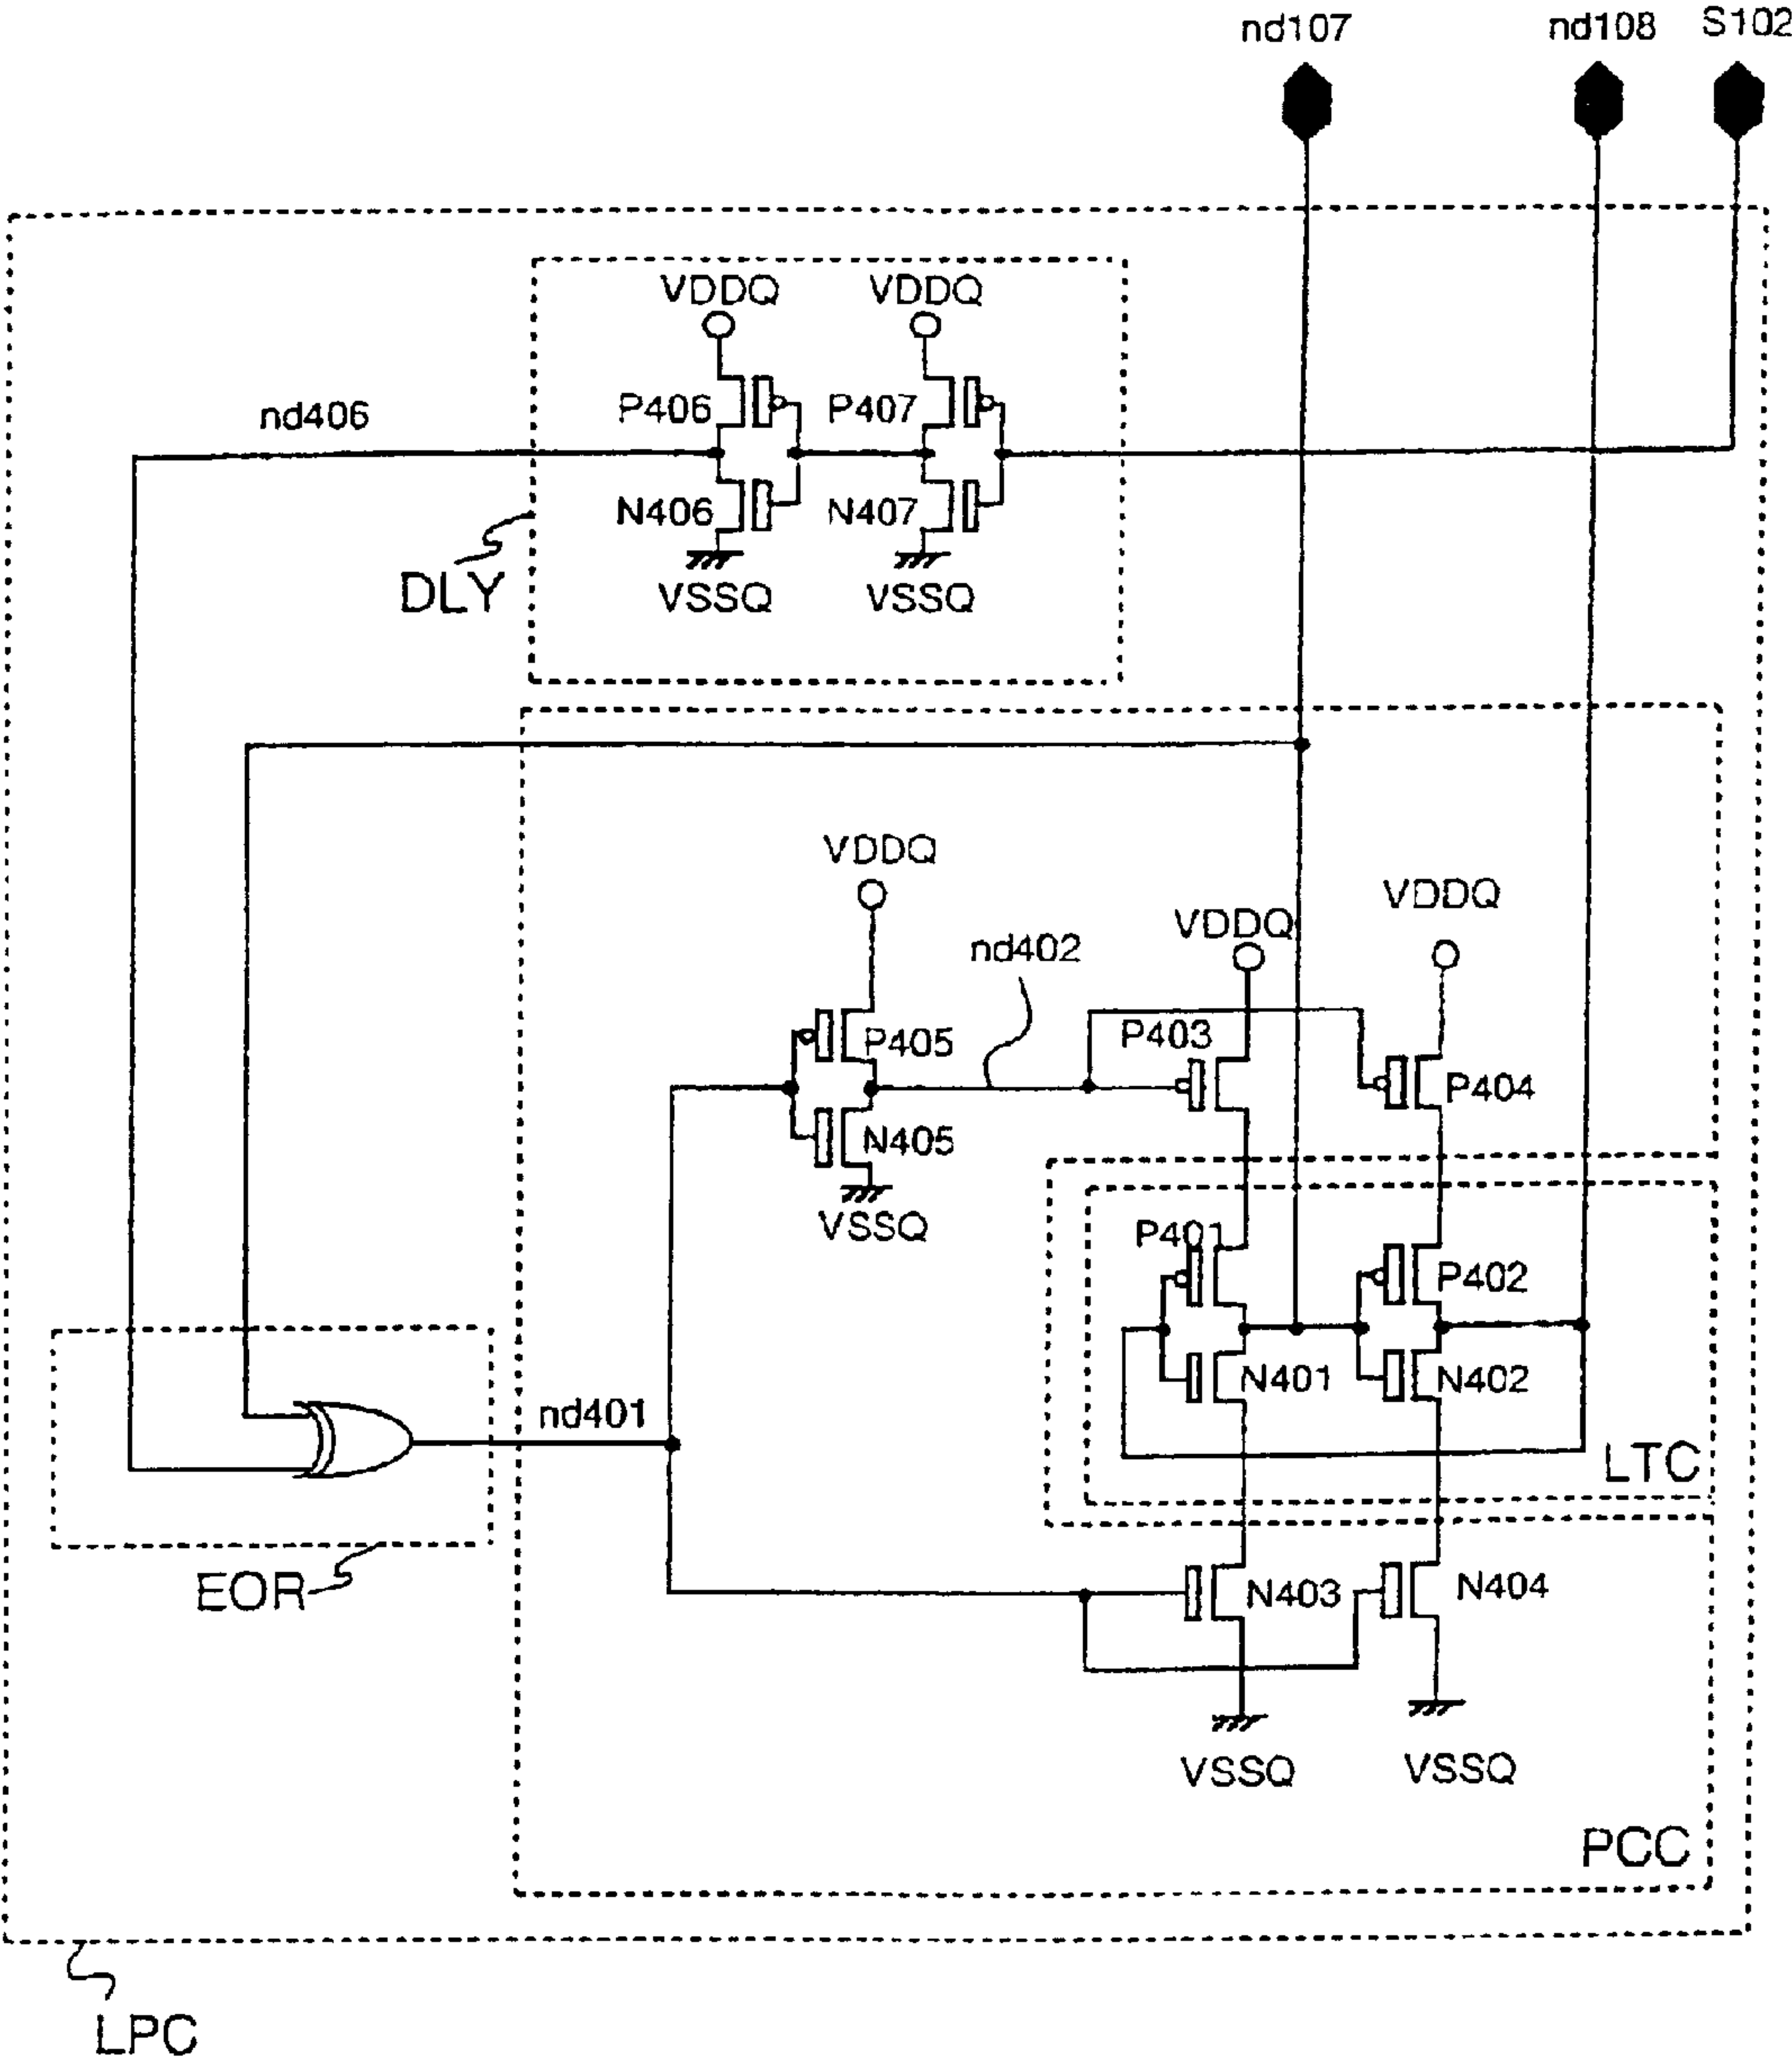 nd107 nd108 S102
VDDQ VDDQ
nd406 P406 P407
N406 N407
DLY VSSQ VSSQ
VDDQ VDDQ VDDQ
nd402
P405 P403 P404
N405
VSSQ
P401 P402
N401 N402
nd401
LTC
EOR
N403 N404
VSSQ VSSQ
PCC
LPC